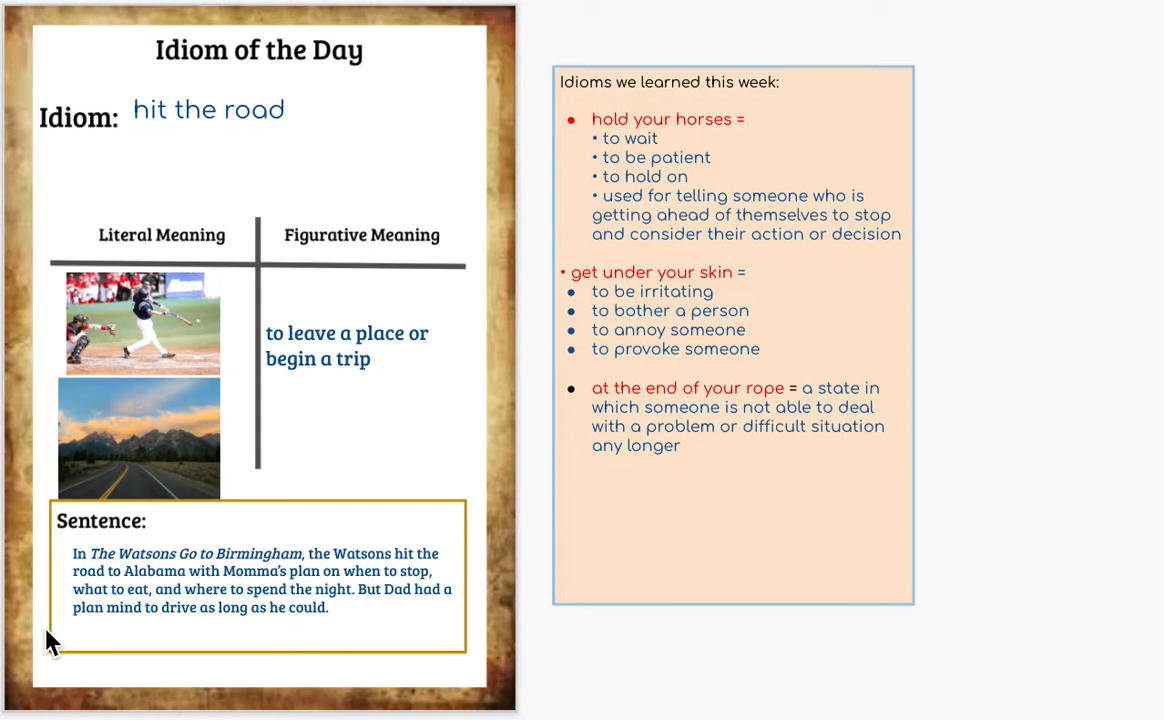 Idiom of the Day
Idiom: hit the road
Literal Meaning
Figurative Meaning
to leave a place or
begin a trip
Sentence:
In The Watsons Go to Birmingham, the Watsons hit the
road to Alabama with Momma's plan on when to stop,
what to eat, and where to spend the night. But Dad had a
plan mind to drive as long as he could.
Idioms we learned this week:
● hold your horses =
• to wait
• to be patient
• to hold on
• used for telling someone who is
getting ahead of themselves to stop
and consider their action or decision
• get under your skin =
● to be irritating
● to bother a person
● to annoy someone
● to provoke someone
● at the end of your rope = a state in
which someone is not able to deal
with a problem or difficult situation
any longer